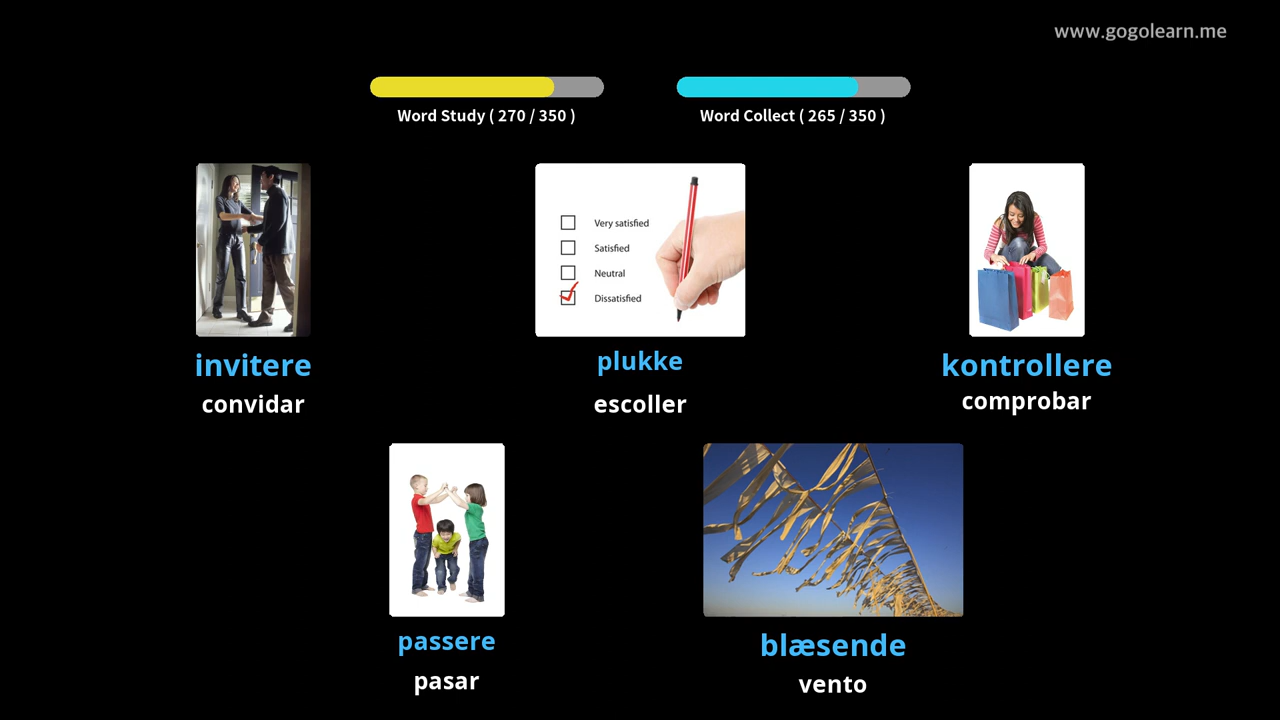 www.gogolearn.me
Word Study ( 270 / 350 )
Word Collect ( 265 / 350 )
Very satisfied
Satisfied
Neutral
Dissatisfied
invitere
convidar
plukke
escoller
kontrollere
comprobar
passere
pasar
blæsende
vento